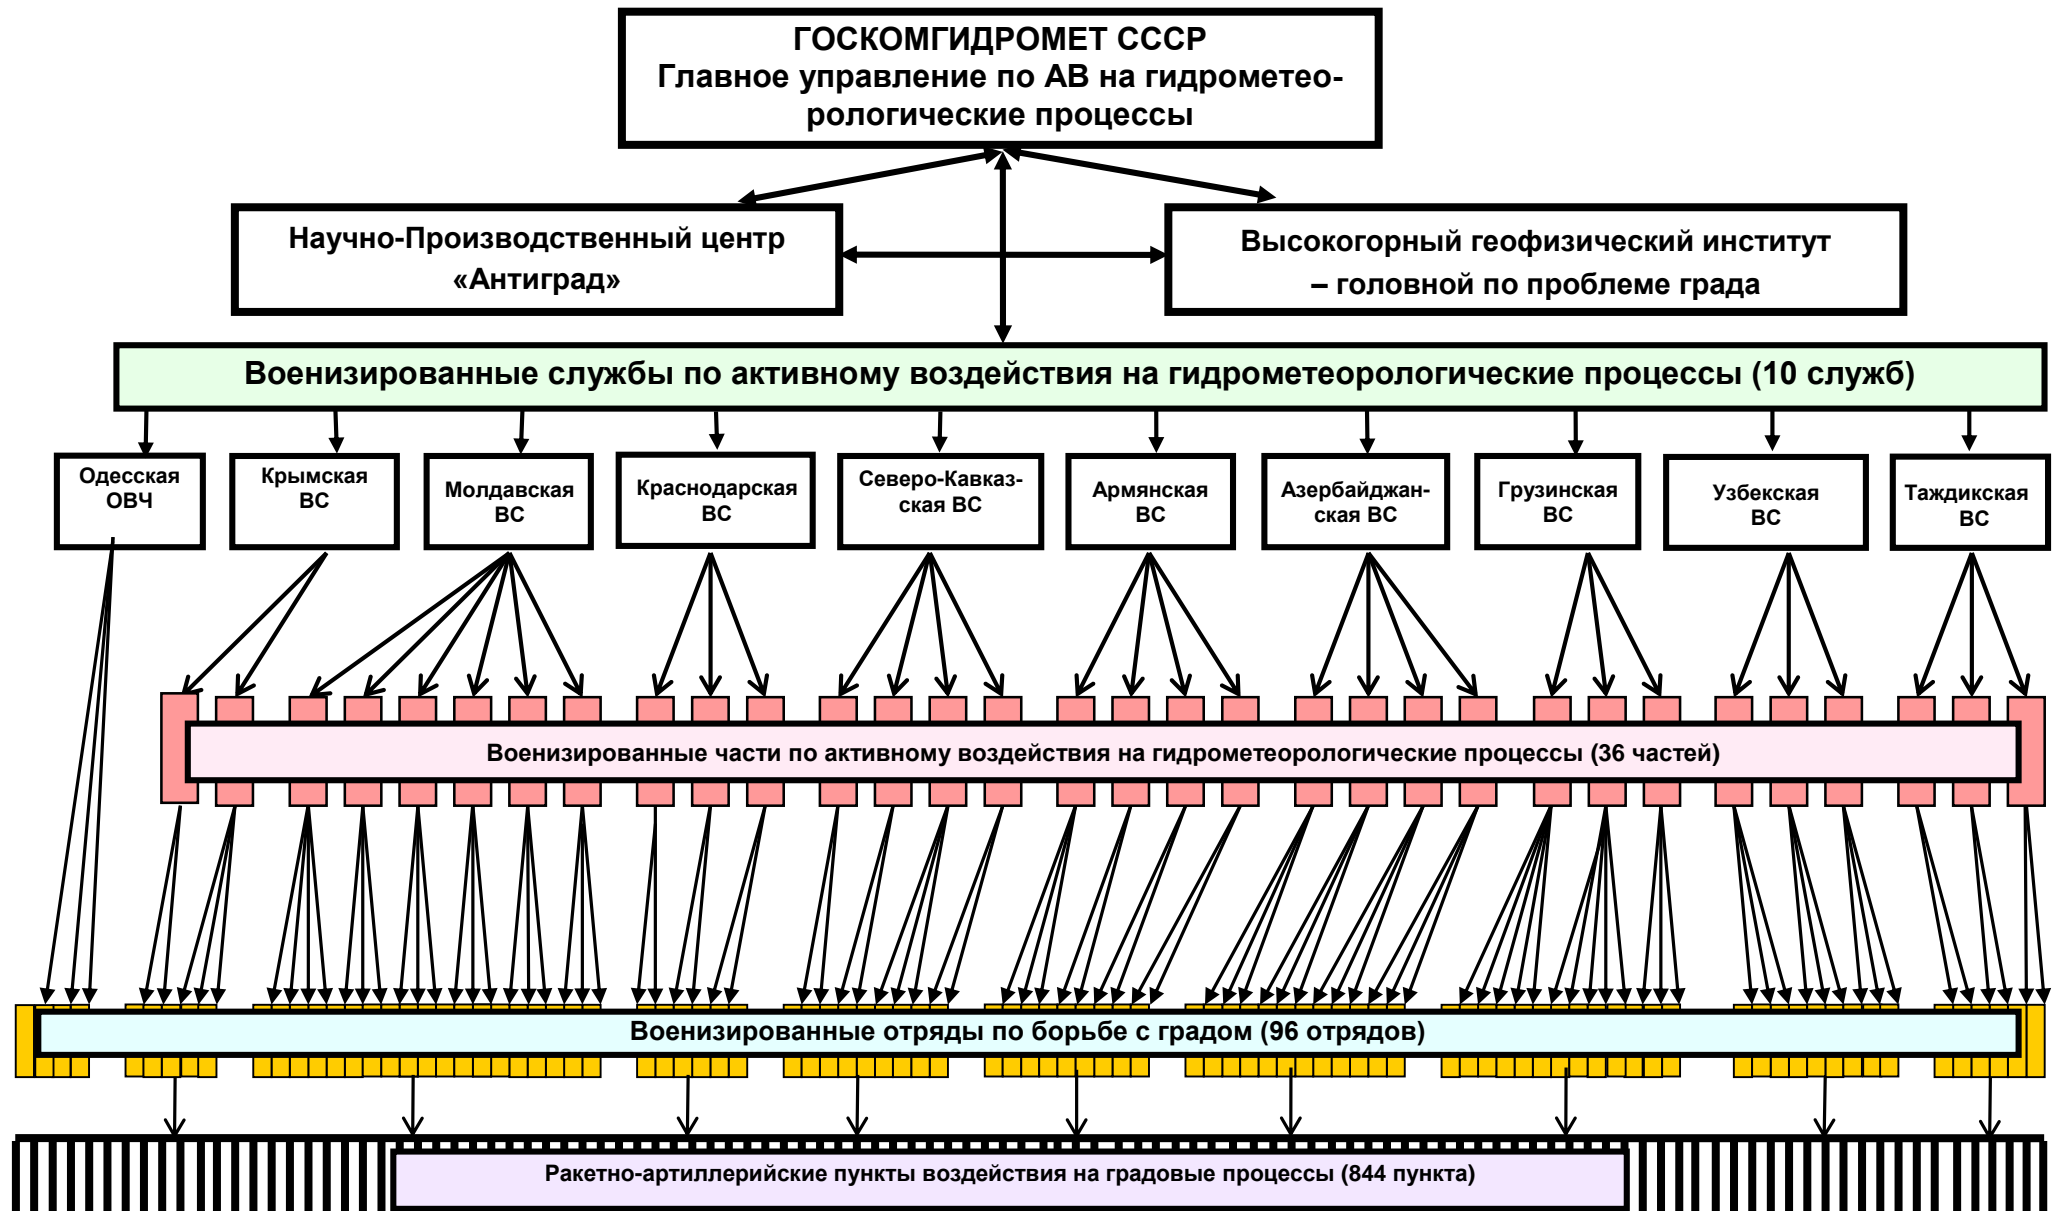 ГОСКОМГИДРОМЕТ СССР
Главное управление по АВ на гидрометео-
рологические процессы
Научно-Производственный центр
«Антиград»
Высокогорный геофизический институт
– головной по проблеме града
Военизированные службы по активному воздействия на гидрометеорологические процессы (10 служб)
Одесская
ОВЧ
Крымская
ВС
Молдавская
ВС
Краснодарская
ВС
Северо-Кавказ-
ская ВС
Армянская
ВС
Азербайджан-
ская ВС
Грузинская
ВС
Узбекская
ВС
Таждикская
ВС
Военизированные части по активному воздействия на гидрометеорологические процессы (36 частей)
Военизированные отряды по борьбе с градом (96 отрядов)
Ракетно-артиллерийские пункты воздействия на градовые процессы (844 пункта)